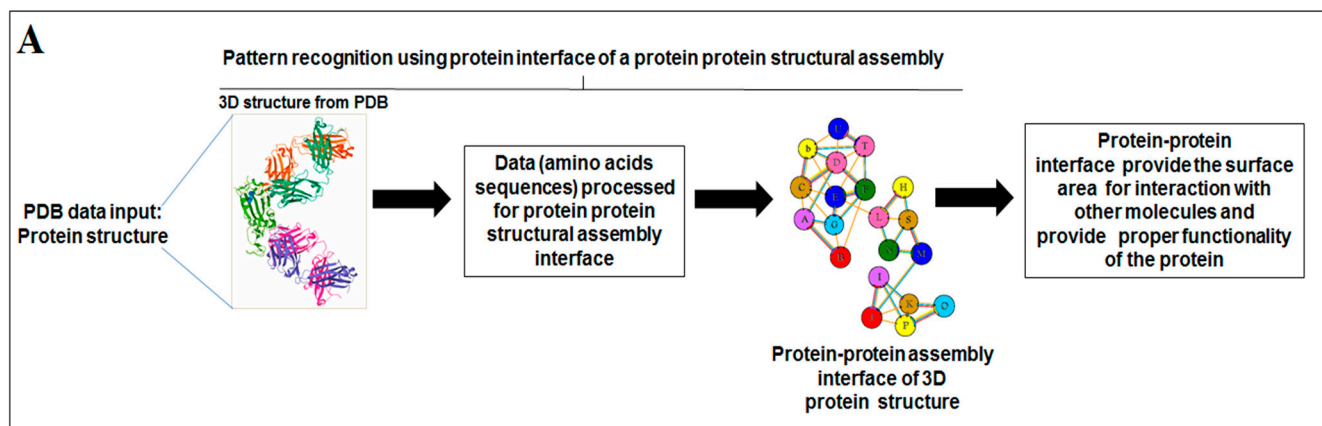 A
Pattern recognition using protein interface of a protein protein structural assembly
3D structure from PDB
PDB data input:
Protein structure
Data (amino acids
sequences) processed
for protein protein
structural assembly
interface
b
T
D
C
E
A
G
B
H
L
S
M
I
K
O
P
Protein-protein assembly
interface of 3D
protein structure
Protein-protein
interface provide the surface
area for interaction with
other molecules and
provide proper functionality
of the protein